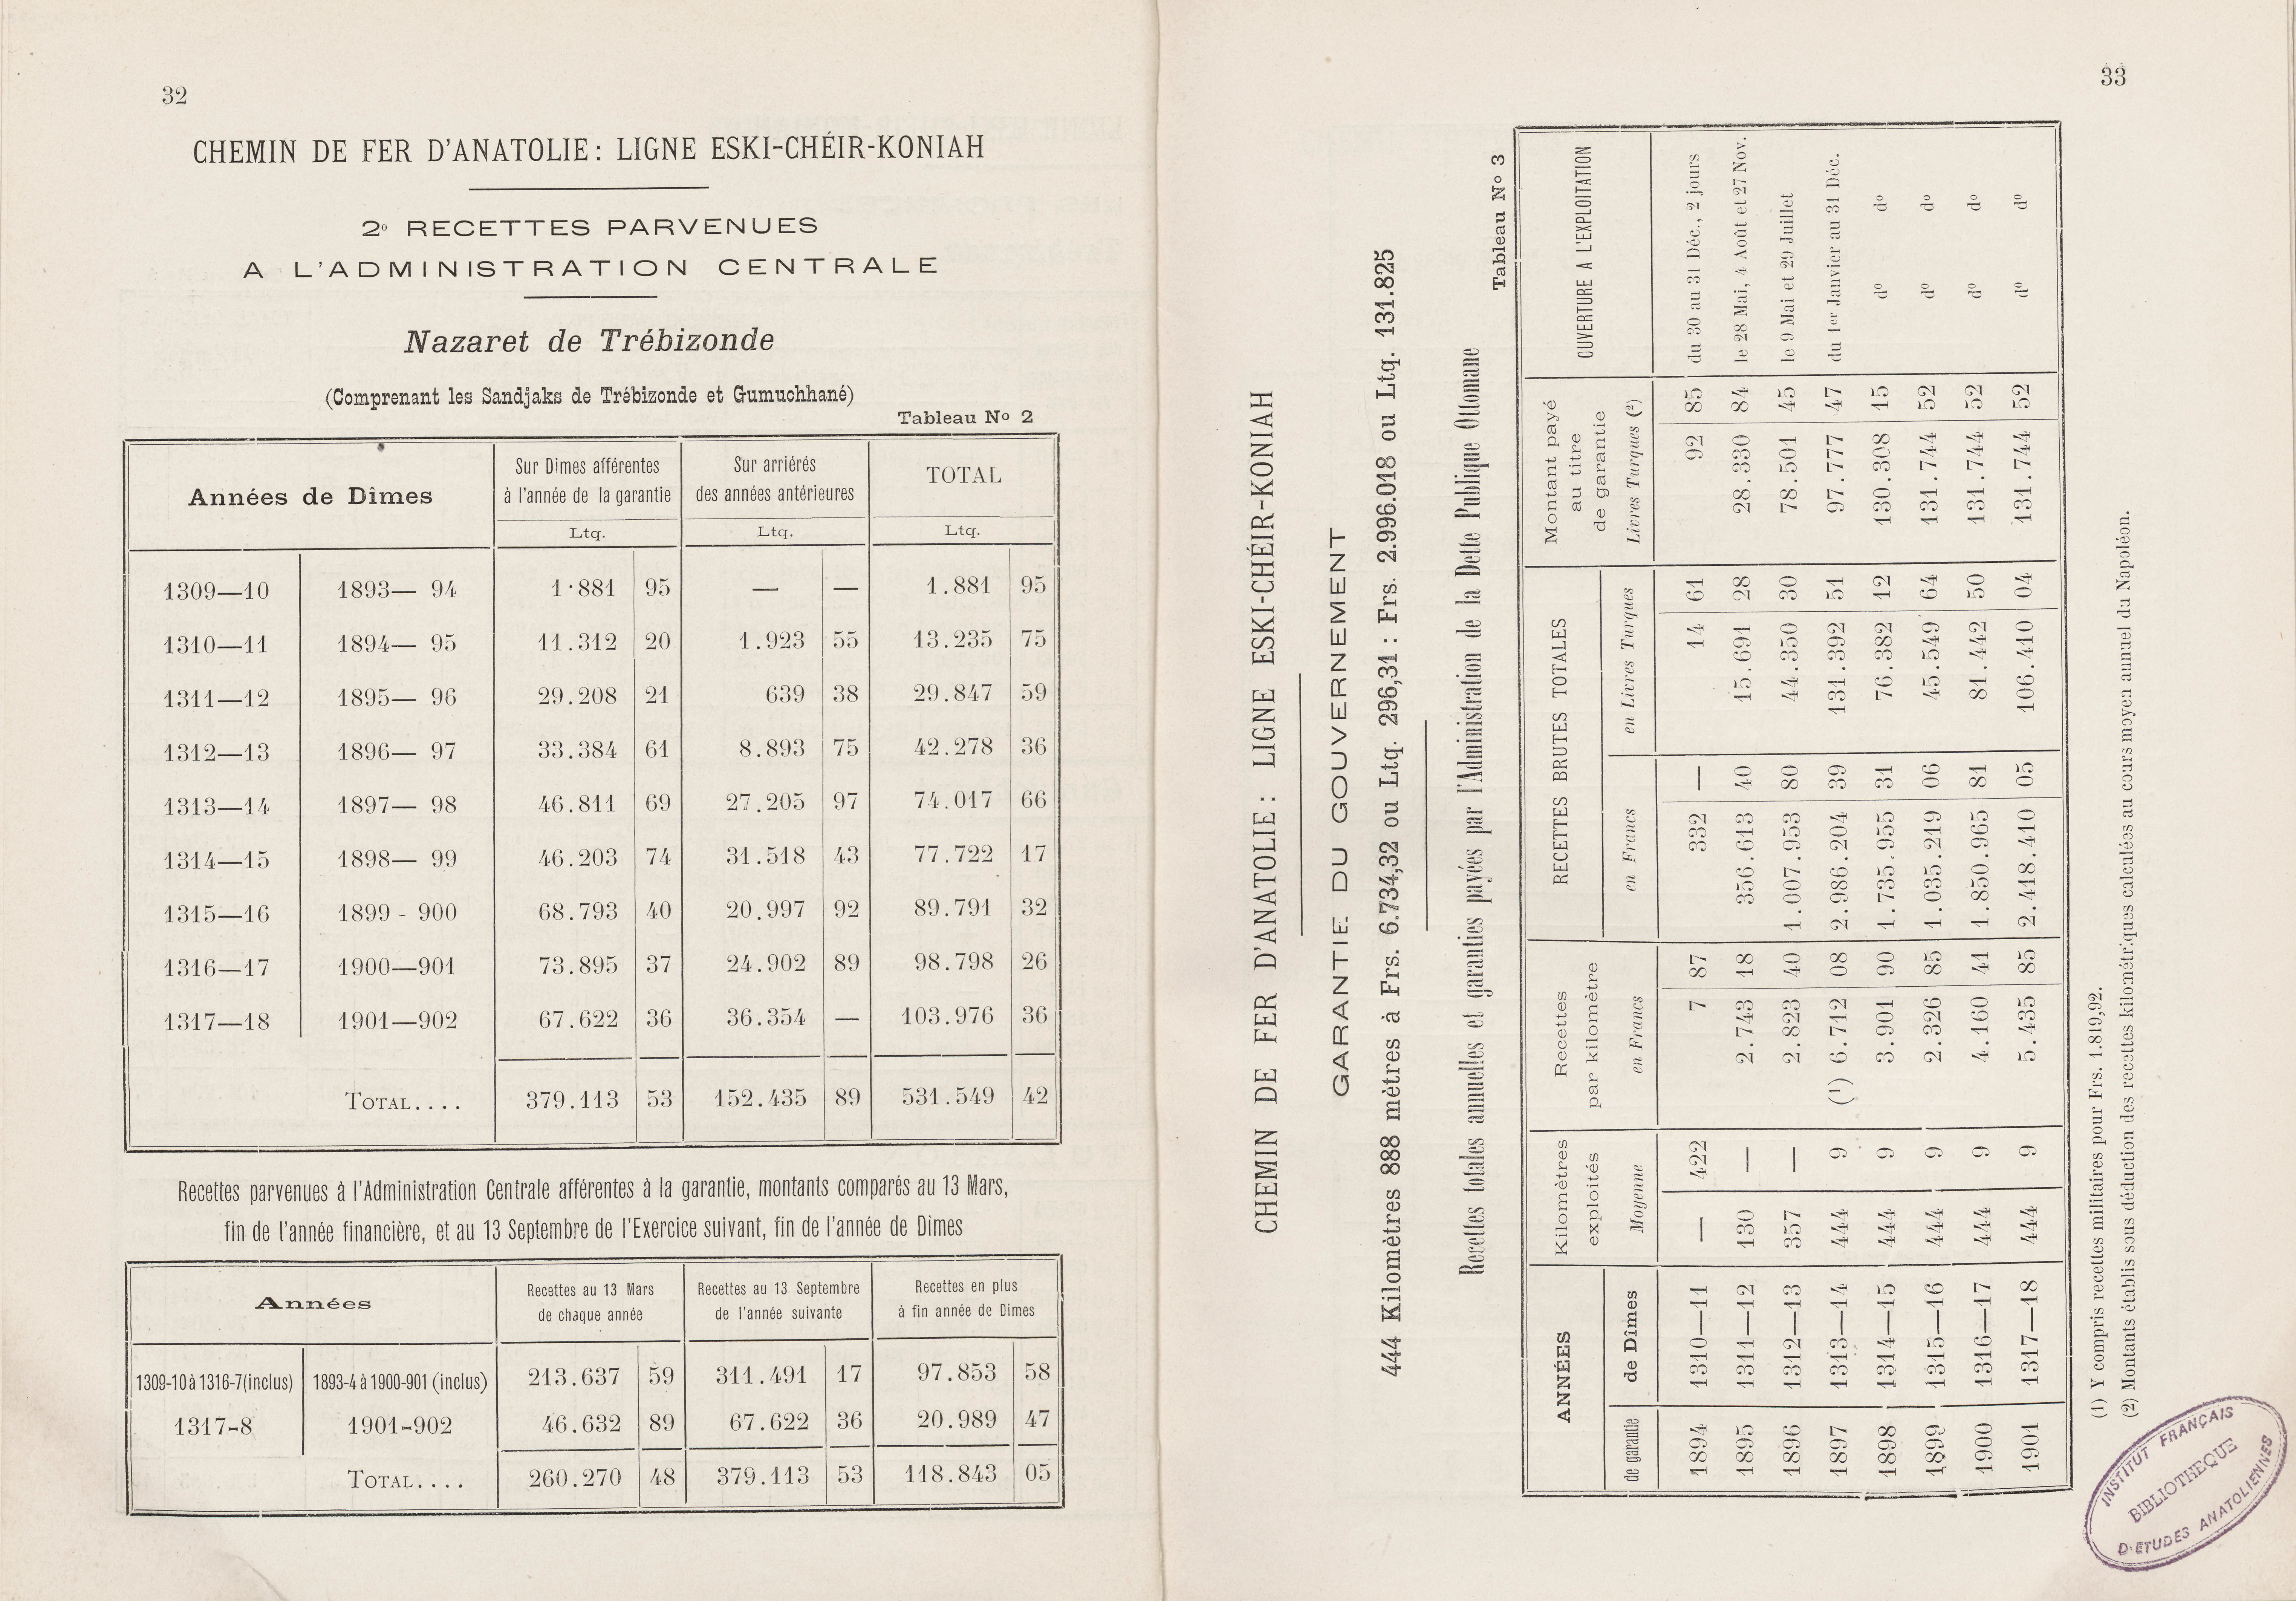 32
CHEMIN DE FER D'ANATOLIE: LIGNE ESKI-CHÉIR-KONIAH
2º RECETTES PARVENUES
A L'ADMINISTRATION CENTRALE
Nazaret de Trébizonde
(Comprenant les Sandjaks de Trébizonde et Gumuchhané)
Tableau Nº 2
Années de Dîmes | Sur Dîmes afférentes à l'année de la garantie | Sur arriérés des années antérieures | TOTAL
Ltq. | Ltq. | Ltq.
1309—10 | 1893— 94 | 1·881 | 95 | — | — | 1.881 | 95
1310—11 | 1894— 95 | 11.312 | 20 | 1.923 | 55 | 13.235 | 75
1311—12 | 1895— 96 | 29.208 | 21 | 639 | 38 | 29.847 | 59
1312—13 | 1896— 97 | 33.384 | 61 | 8.893 | 75 | 42.278 | 36
1313—14 | 1897— 98 | 46.811 | 69 | 27.205 | 97 | 74.017 | 66
1314—15 | 1898— 99 | 46.203 | 74 | 31.518 | 43 | 77.722 | 17
1315—16 | 1899 - 900 | 68.793 | 40 | 20.997 | 92 | 89.791 | 32
1316—17 | 1900—901 | 73.895 | 37 | 24.902 | 89 | 98.798 | 26
1317—18 | 1901—902 | 67.622 | 36 | 36.354 | — | 103.976 | 36
TOTAL.... | 379.113 | 53 | 152.435 | 89 | 531.549 | 42
Recettes parvenues à l'Administration Centrale afférentes à la garantie, montants comparés au 13 Mars,
fin de l'année financière, et au 13 Septembre de l'Exercice suivant, fin de l'année de Dîmes
Années | Recettes au 13 Mars de chaque année | Recettes au 13 Septembre de l'année suivante | Recettes en plus à fin année de Dîmes
1309-10 à 1316-7 (inclus) | 1893-4 à 1900-901 (inclus) | 213.637 | 59 | 311.491 | 17 | 97.853 | 58
1317-8 | 1901-902 | 46.632 | 89 | 67.622 | 36 | 20.989 | 47
TOTAL.... | 260.270 | 48 | 379.113 | 53 | 118.843 | 05
33
CHEMIN DE FER D'ANATOLIE: LIGNE ESKI-CHÉIR-KONIAH
GARANTIE DU GOUVERNEMENT
444 Kilomètres 888 mètres à Frs. 6.734,32 ou Ltq. 296,31 : Frs. 2.996.018 ou Ltq. 131.825
Recettes totales annuelles et garanties payées par l'Administration de la Dette Publique Ottomane
Tableau Nº 3
ANNÉES | Kilomètres exploités | Recettes par kilomètre | RECETTES BRUTES TOTALES | Montant payé au titre de garantie | OUVERTURE A L'EXPLOITATION
de garantie | de Dîmes | Moyenne | en Francs | en Francs | en Livres Turques | Livres Turques (²)
1894 | 1310—11 | — | 422 | 7 | 87 | 332 | — | 14 | 61 | 92 | 85 | du 30 au 31 Déc., 2 jours
1895 | 1311—12 | 130 | — | 2.743 | 18 | 356.613 | 40 | 15.691 | 28 | 28.330 | 84 | le 28 Mai, 4 Août et 27 Nov.
1896 | 1312—13 | 357 | — | 2.823 | 40 | 1.007.953 | 80 | 44.350 | 30 | 78.501 | 45 | le 9 Mai et 29 Juillet
1897 | 1313—14 | 444 | 9 | (¹) 6.712 | 08 | 2.986.204 | 39 | 131.392 | 51 | 97.777 | 47 | du 1er Janvier au 31 Déc.
1898 | 1314—15 | 444 | 9 | 3.901 | 90 | 1.735.955 | 31 | 76.382 | 12 | 130.308 | 15 | dº dº
1899 | 1315—16 | 444 | 9 | 2.326 | 85 | 1.035.219 | 06 | 45.549 | 64 | 131.744 | 52 | dº dº
1900 | 1316—17 | 444 | 9 | 4.160 | 41 | 1.850.965 | 81 | 81.442 | 50 | 131.744 | 52 | dº dº
1901 | 1317—18 | 444 | 9 | 5.435 | 85 | 2.418.410 | 05 | 106.410 | 04 | 131.744 | 52 | dº dº
(1) Y compris recettes militaires pour Frs. 1.819,92.
(2) Montants établis sous déduction des recettes kilométriques calculées au cours moyen annuel du Napoléon.
INSTITUT FRANÇAIS
BIBLIOTHEQUE
D'ETUDES ANATOLIENNES